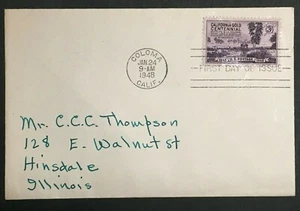 CALIFORNIA GOLD
CENTENNIAL
3¢
COLOMA
JAN 24
9-AM
1948
CALIF.
FIRST DAY OF ISSUE
Mr. C.C.C. Thompson
128 E. Walnut St
Hinsdale
Illinois